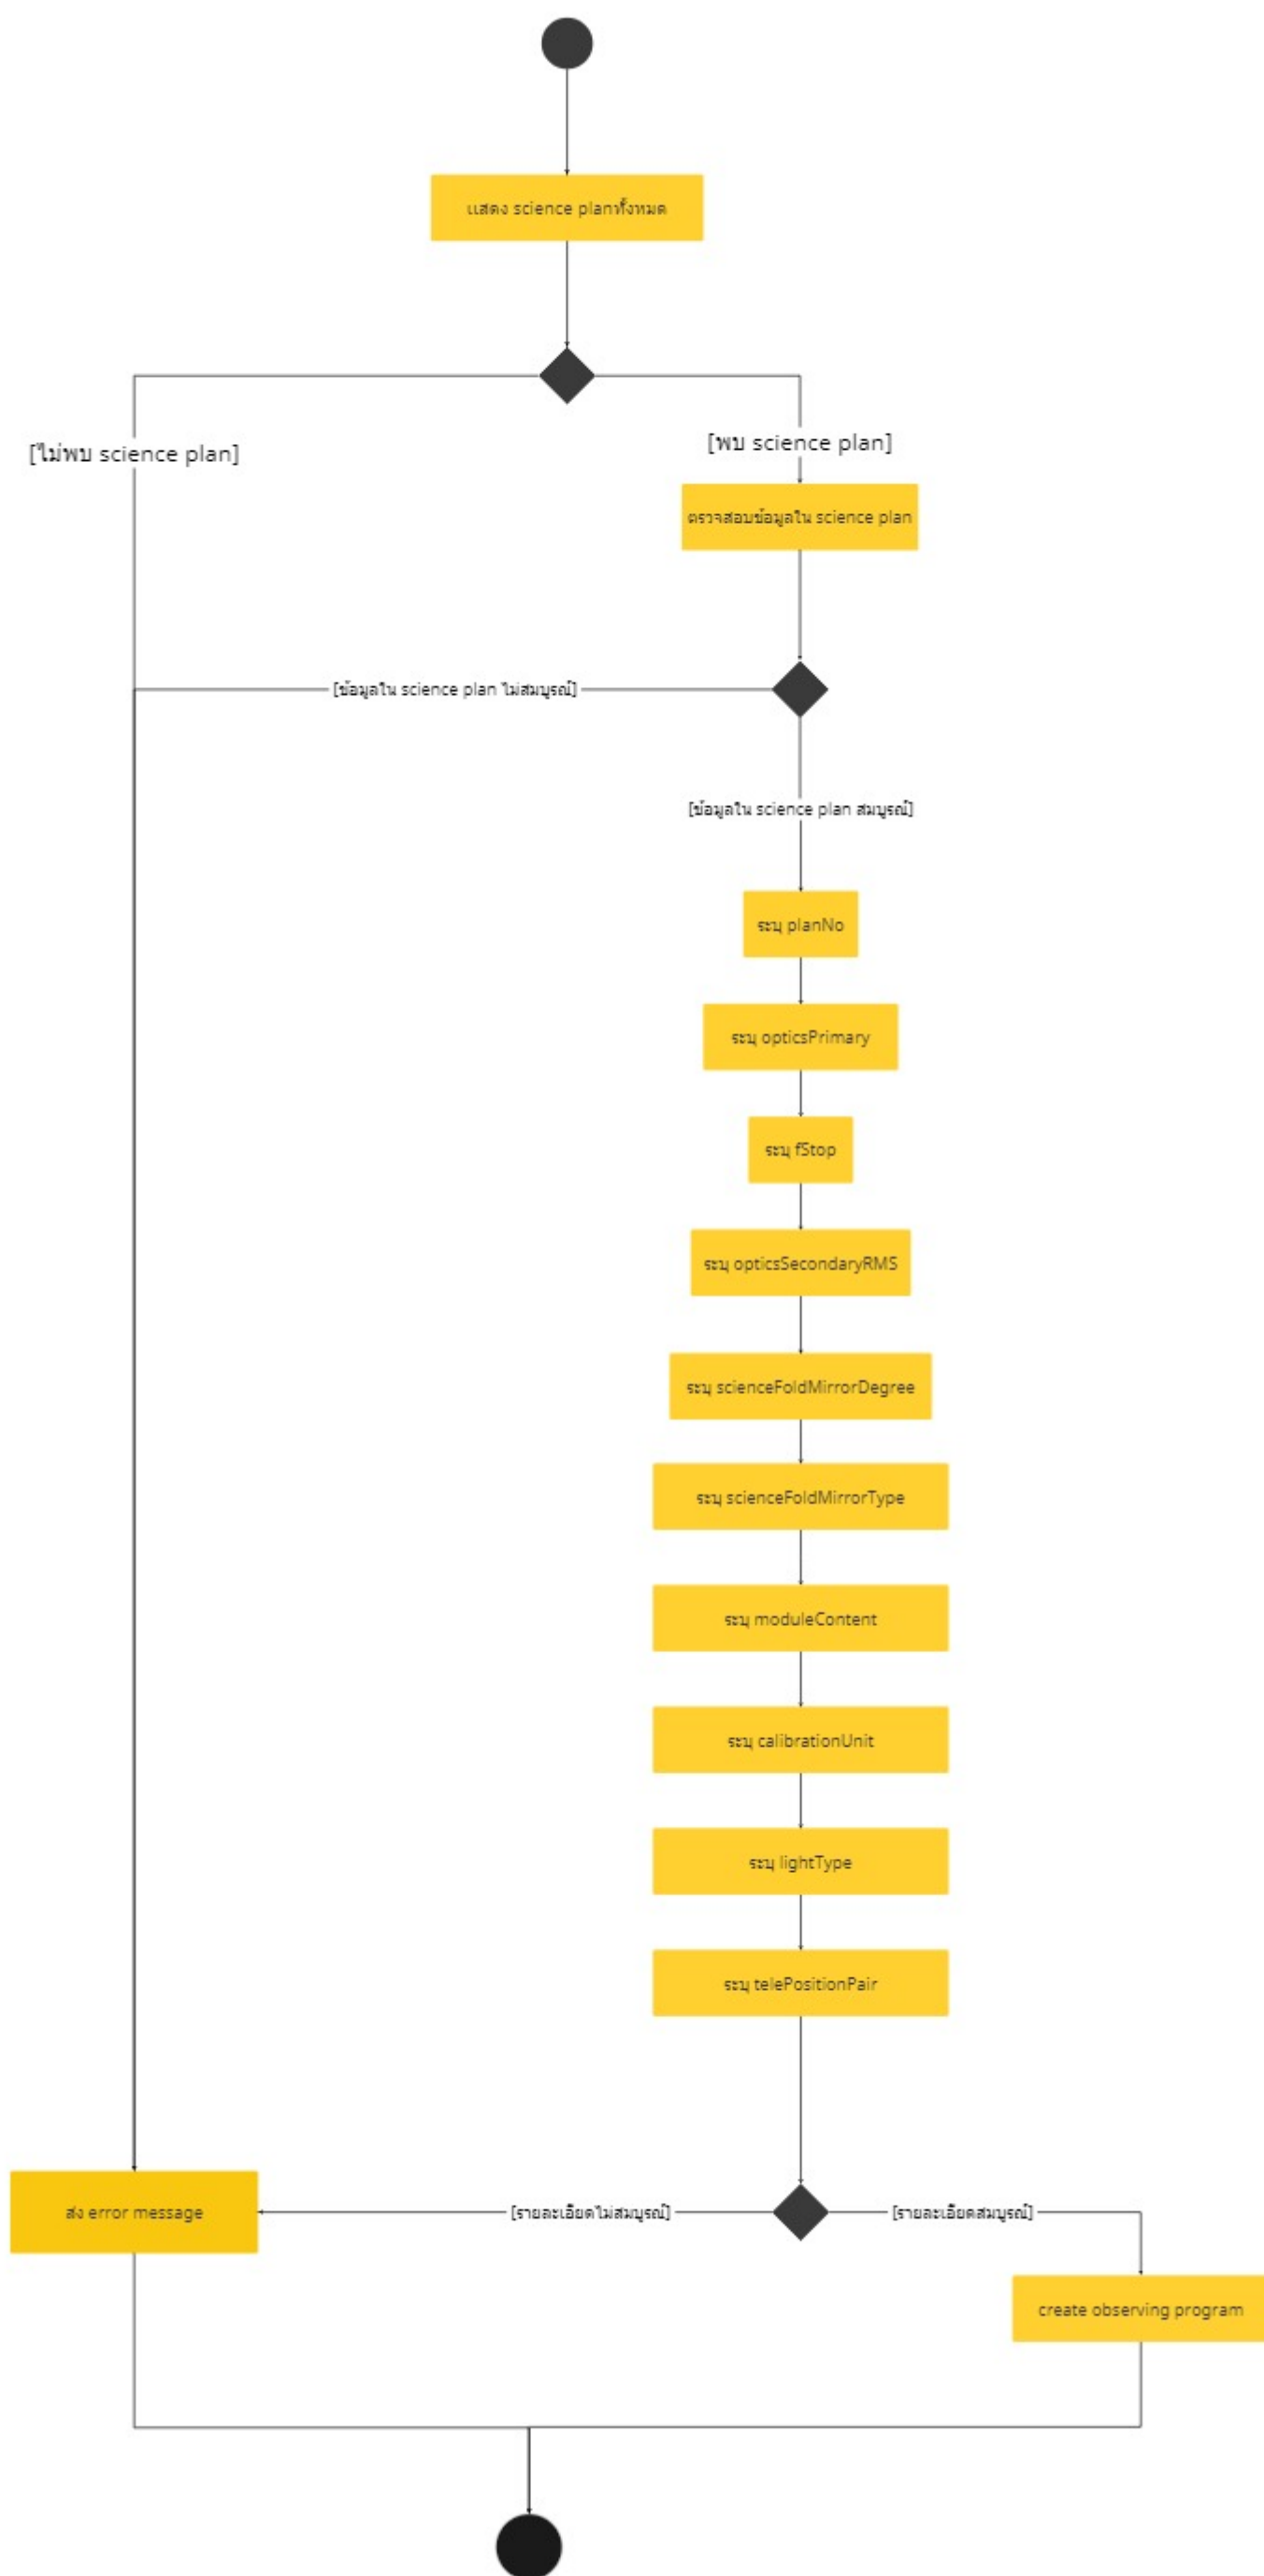 แสดง science planทั้งหมด
[ไม่พบ science plan]
[พบ science plan]
ตรวจสอบข้อมูลใน science plan
[ข้อมูลใน science plan ไม่สมบูรณ์]
[ข้อมูลใน science plan สมบูรณ์]
ระบุ planNo
ระบุ opticsPrimary
ระบุ fStop
ระบุ opticsSecondaryRMS
ระบุ scienceFoldMirrorDegree
ระบุ scienceFoldMirrorType
ระบุ moduleContent
ระบุ calibrationUnit
ระบุ lightType
ระบุ telePositionPair
ส่ง error message
[รายละเอียดไม่สมบูรณ์]
[รายละเอียดสมบูรณ์]
create observing program